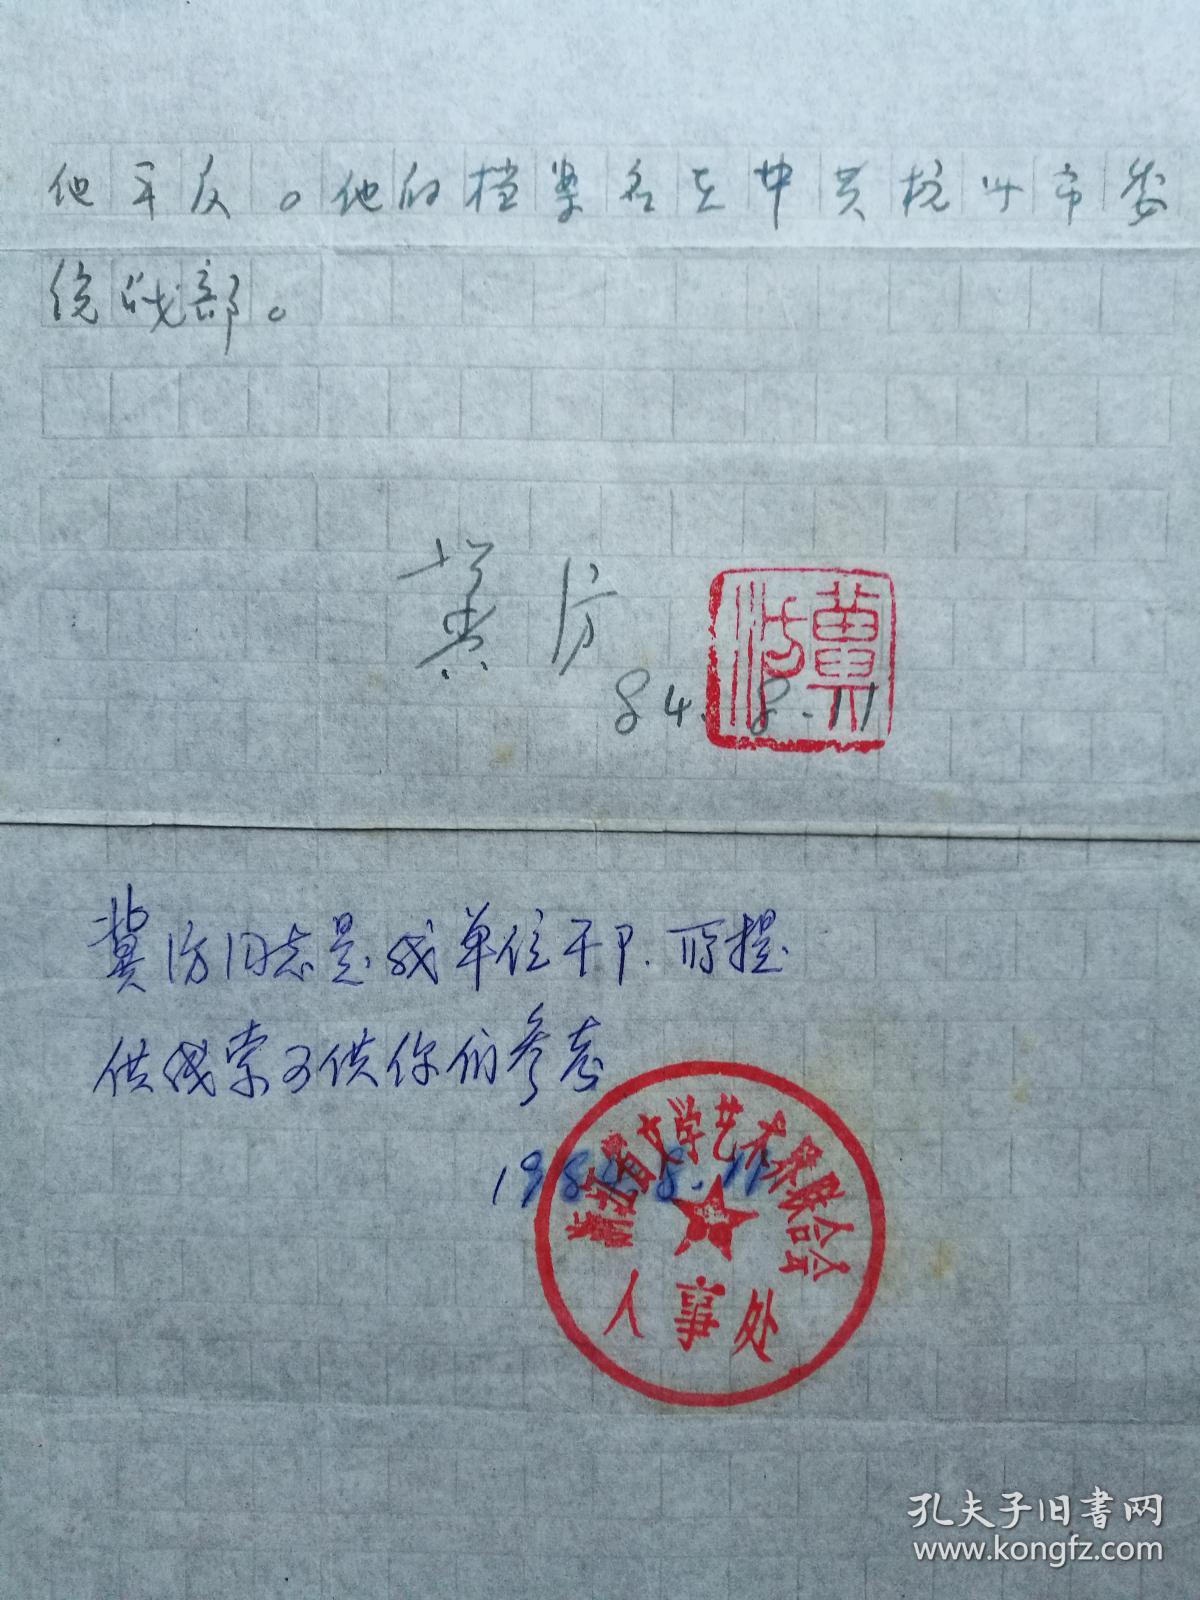 他平反。他的档案名在中共杭州市委
统战部。
冀汸
84.8.11
冀汸
冀汸同志是我单位干卩.所提
供线索可供你们参考
1984.8.11
浙江省文学艺术界联合会
人事处
孔夫子旧书网
www.kongfz.com